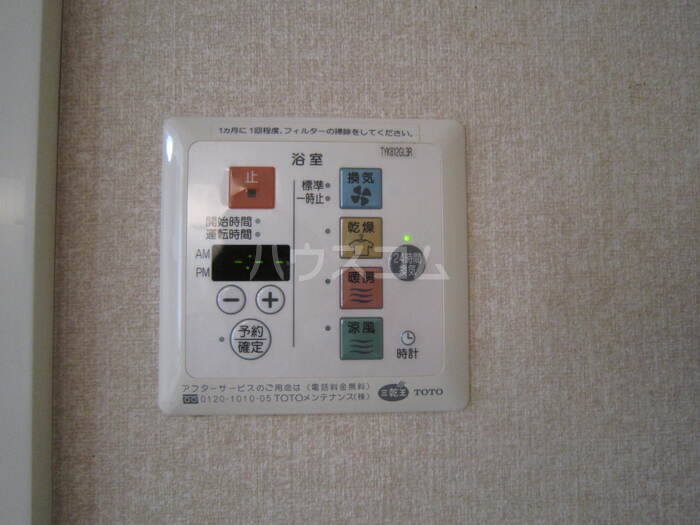 1ヵ月に1回程度、フィルターの掃除をしてください。
浴室
TYK812GL3R
止
換気
標準
一時止
開始時間
運転時間
乾燥
AM
PM
-:--
24時間
換気
暖房
予約
確定
涼風
時計
アフターサービスのご用命は(電話料金無料)
0120-1010-05 TOTOメンテナンス(株)
三乾王
TOTO
ハウスコム